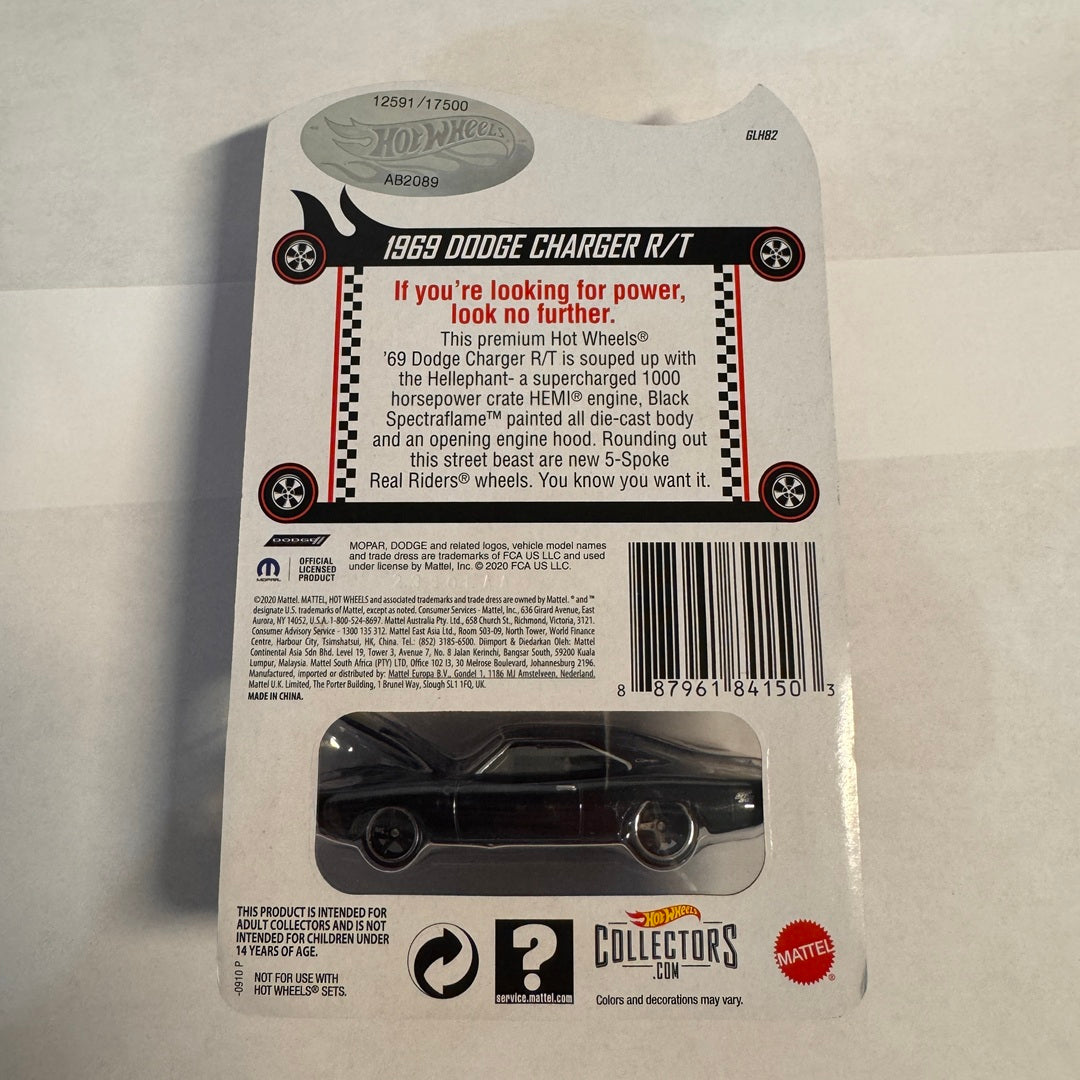 12591/17500
HOT WHEELS
AB2089
GLH82
1969 DODGE CHARGER R/T
If you're looking for power,
look no further.
This premium Hot Wheels®
'69 Dodge Charger R/T is souped up with
the Hellephant- a supercharged 1000
horsepower crate HEMI® engine, Black
Spectraflame™ painted all die-cast body
and an opening engine hood. Rounding out
this street beast are new 5-Spoke
Real Riders® wheels. You know you want it.
DODGE
MOPAR
OFFICIAL
LICENSED
PRODUCT
MOPAR, DODGE and related logos, vehicle model names
and trade dress are trademarks of FCA US LLC and used
under license by Mattel, Inc. © 2020 FCA US LLC.
©2020 Mattel. MATTEL, HOT WHEELS and associated trademarks and trade dress are owned by Mattel. ® and ™
designate U.S. trademarks of Mattel, except as noted. Consumer Services - Mattel, Inc., 636 Girard Avenue, East
Aurora, NY 14052, U.S.A. 1-800-524-8697. Mattel Australia Pty. Ltd., 658 Church St., Richmond, Victoria, 3121.
Consumer Advisory Service - 1300 135 312. Mattel East Asia Ltd., Room 503-09, North Tower, World Finance
Centre, Harbour City, Tsimshatsui, HK, China. Tel.: (852) 3185-6500. Diimport & Diedarkan Oleh: Mattel
Continental Asia Sdn Bhd. Level 19, Tower 3, Avenue 7, No. 8 Jalan Kerinchi, Bangsar South, 59200 Kuala
Lumpur, Malaysia. Mattel South Africa (PTY) LTD, Office 102 I3, 30 Melrose Boulevard, Johannesburg 2196.
Manufactured, imported or distributed by: Mattel Europa B.V., Gondel 1, 1186 MJ Amstelveen, Nederland.
Mattel U.K. Limited, The Porter Building, 1 Brunel Way, Slough SL1 1FQ, UK.
MADE IN CHINA.
8 87961 84150 3
THIS PRODUCT IS INTENDED FOR
ADULT COLLECTORS AND IS NOT
INTENDED FOR CHILDREN UNDER
14 YEARS OF AGE.
NOT FOR USE WITH
HOT WHEELS® SETS.
-0910 P
?
service.mattel.com
HOT WHEELS
COLLECTORS
.COM
Colors and decorations may vary.
MATTEL®